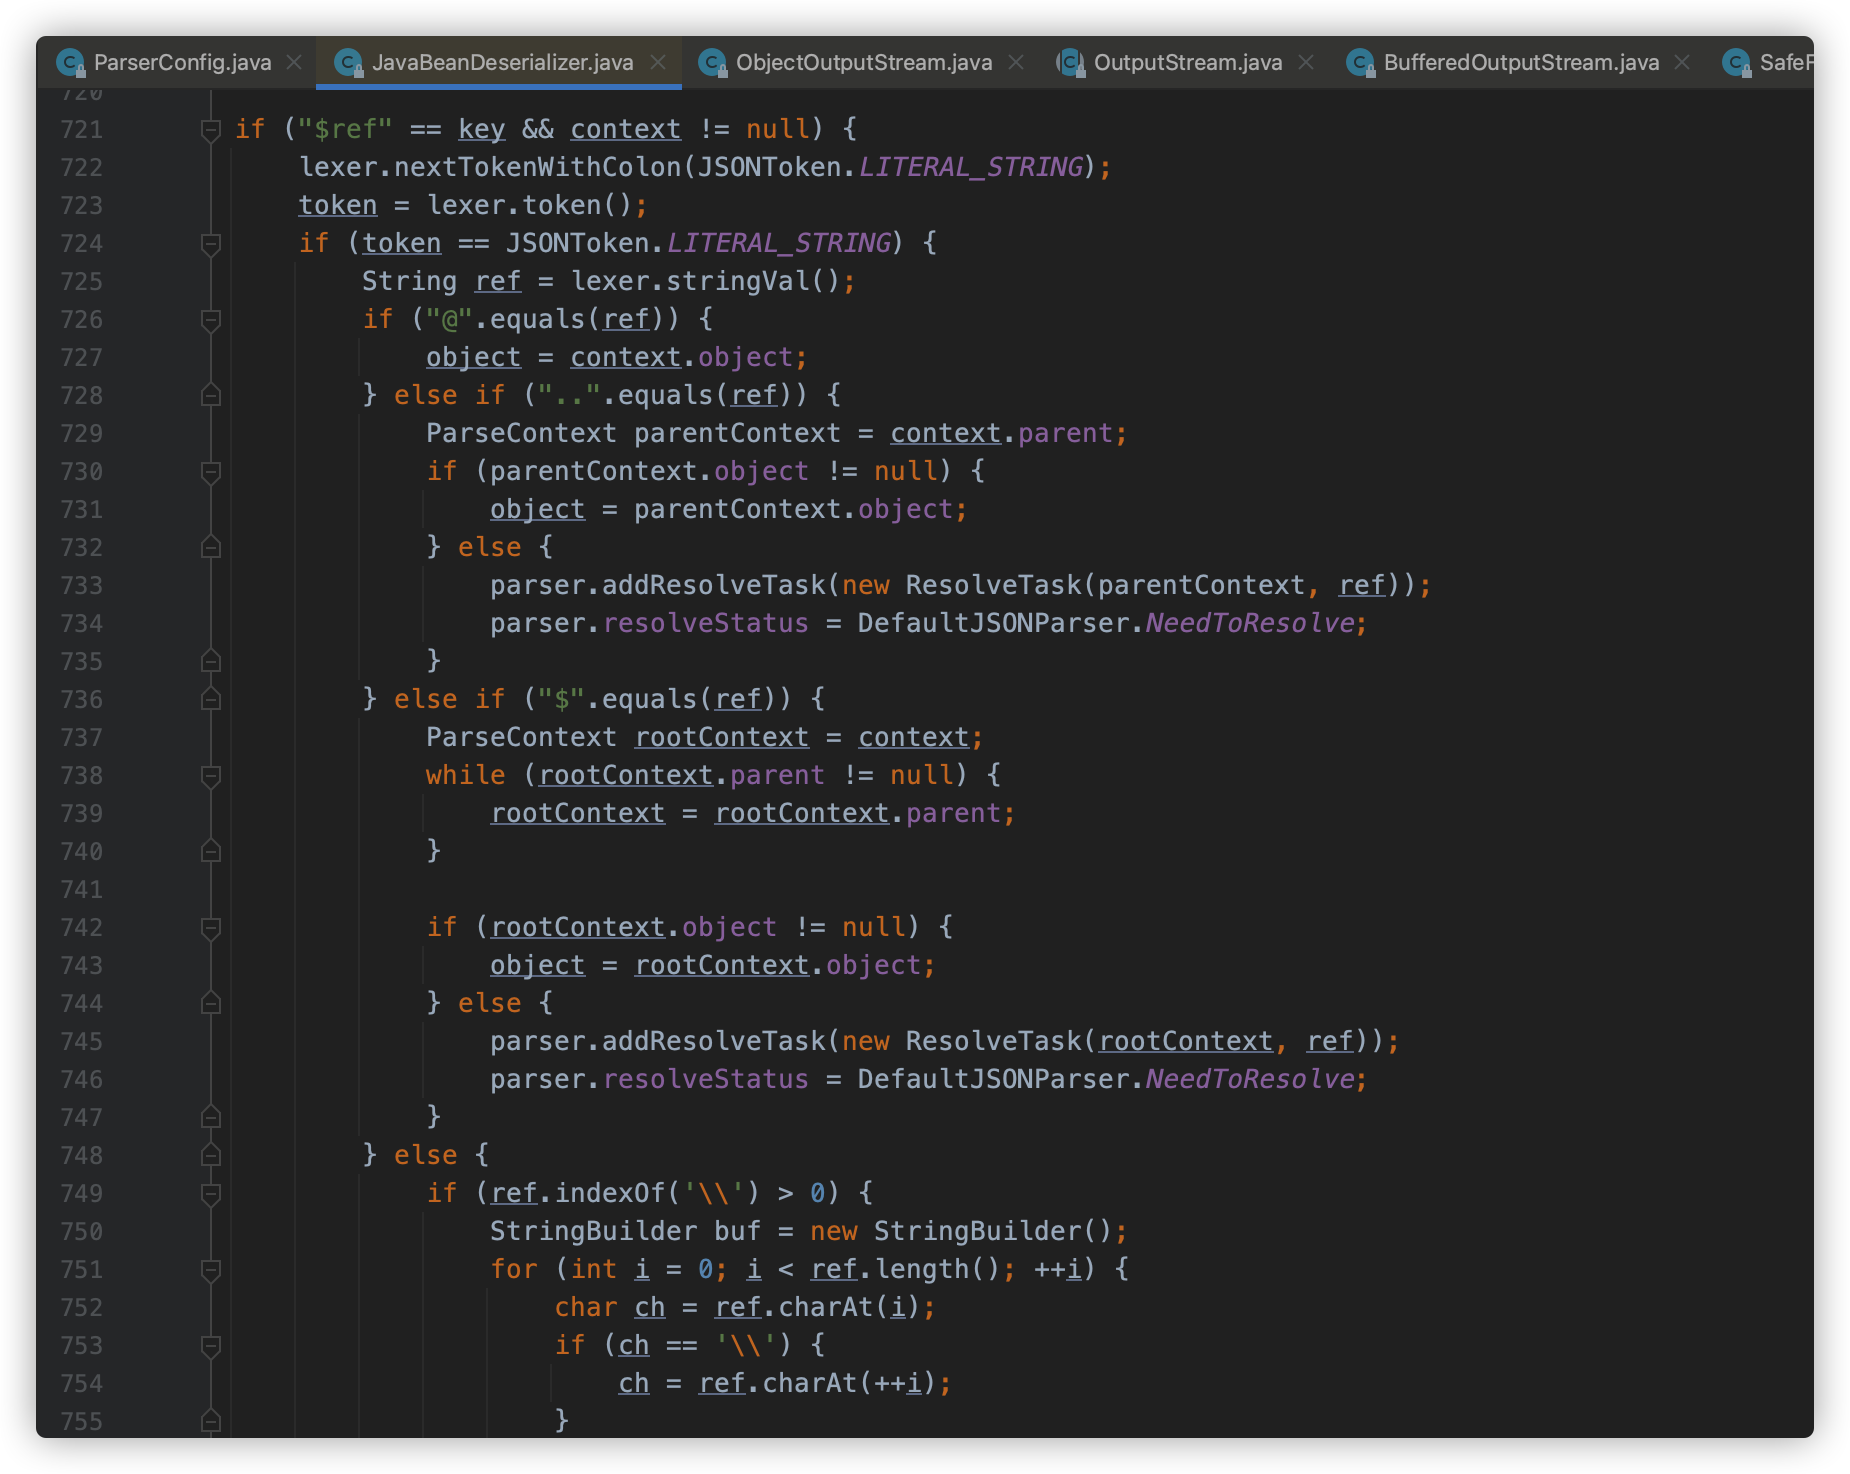 ParserConfig.java JavaBeanDeserializer.java ObjectOutputStream.java OutputStream.java BufferedOutputStream.java SafeF
720
721 if ("$ref" == key && context != null) {
722 lexer.nextTokenWithColon(JSONToken.LITERAL_STRING);
723 token = lexer.token();
724 if (token == JSONToken.LITERAL_STRING) {
725 String ref = lexer.stringVal();
726 if ("@".equals(ref)) {
727 object = context.object;
728 } else if ("..".equals(ref)) {
729 ParseContext parentContext = context.parent;
730 if (parentContext.object != null) {
731 object = parentContext.object;
732 } else {
733 parser.addResolveTask(new ResolveTask(parentContext, ref));
734 parser.resolveStatus = DefaultJSONParser.NeedToResolve;
735 }
736 } else if ("$".equals(ref)) {
737 ParseContext rootContext = context;
738 while (rootContext.parent != null) {
739 rootContext = rootContext.parent;
740 }
741
742 if (rootContext.object != null) {
743 object = rootContext.object;
744 } else {
745 parser.addResolveTask(new ResolveTask(rootContext, ref));
746 parser.resolveStatus = DefaultJSONParser.NeedToResolve;
747 }
748 } else {
749 if (ref.indexOf('\\') > 0) {
750 StringBuilder buf = new StringBuilder();
751 for (int i = 0; i < ref.length(); ++i) {
752 char ch = ref.charAt(i);
753 if (ch == '\\') {
754 ch = ref.charAt(++i);
755 }